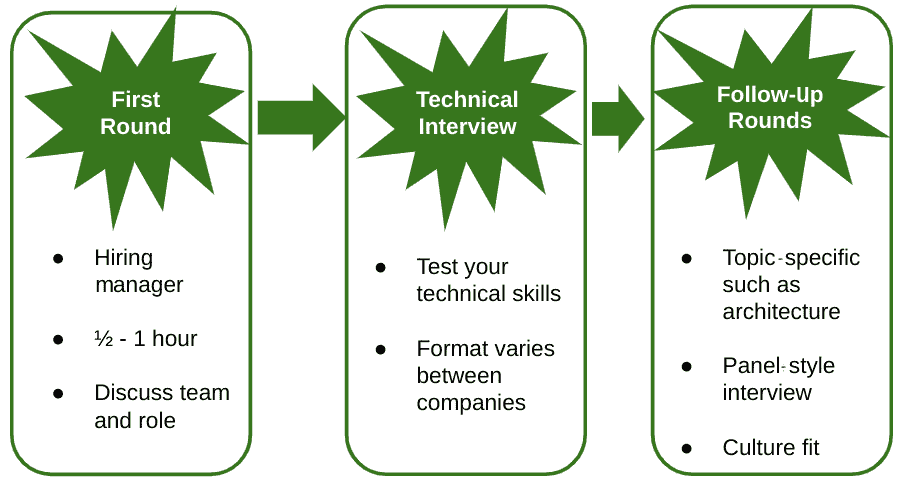 First
Round
● Hiring
manager
● ½ - 1 hour
● Discuss team
and role
Technical
Interview
● Test your
technical skills
● Format varies
between
companies
Follow-up
Rounds
● Topic-specific
such as
architecture
● Panel-style
interview
● Culture fit